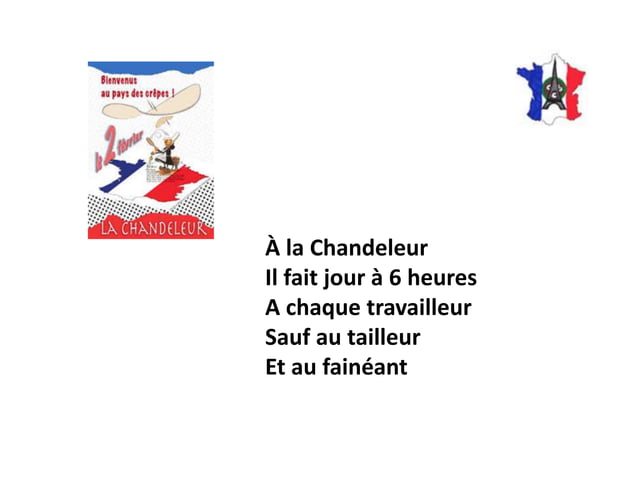 Bienvenus
au pays des crêpes !
le 2 février
LA CHANDELEUR
À la Chandeleur
Il fait jour à 6 heures
A chaque travailleur
Sauf au tailleur
Et au fainéant